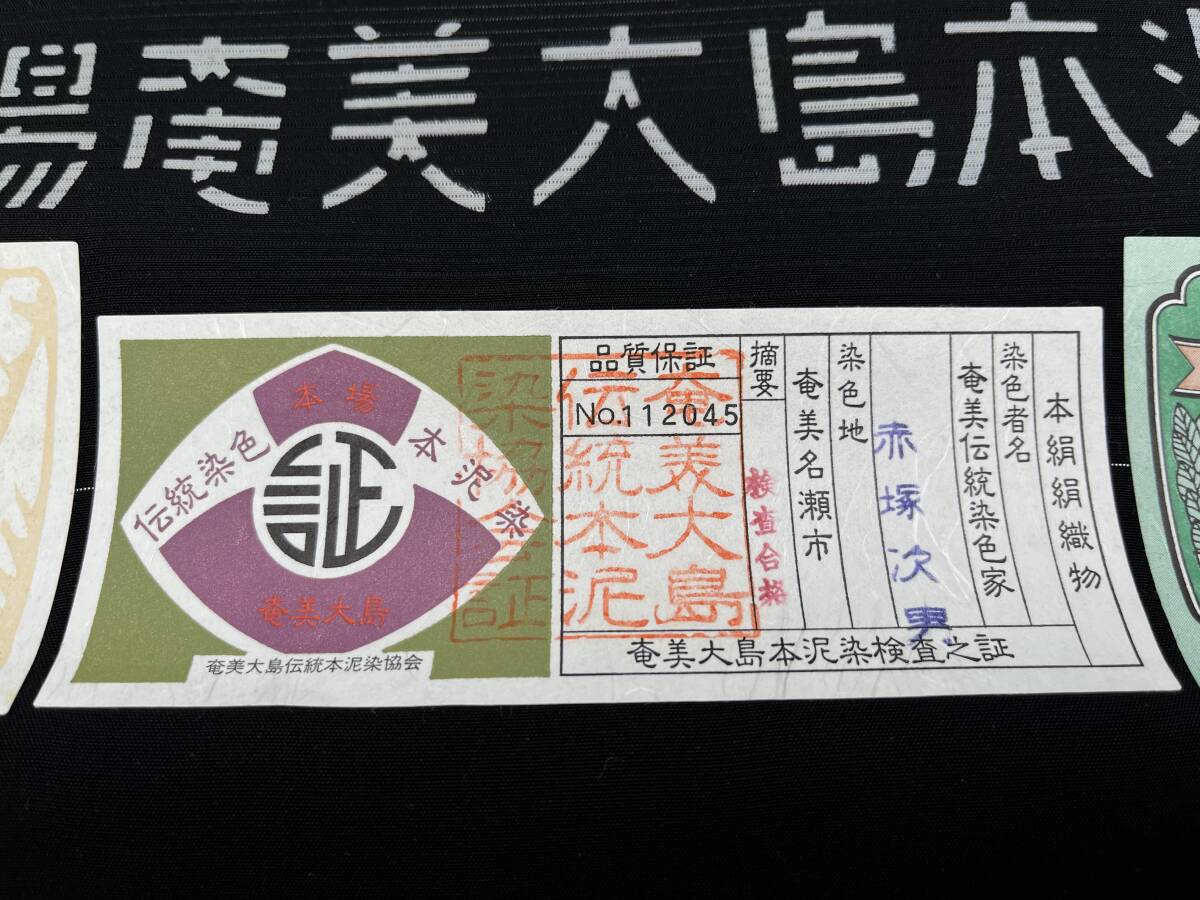 場奄美大島本泥
本場
伝統染色
本泥染
証
奄美大島
奄美大島伝統本泥染協会
本絹絹織物
染色者名
奄美伝統染色家
赤塚次男
染色地
奄美名瀬市
摘要
検査合格
品質保証
No.112045
奄美大島
伝統本泥
染協会証
奄美大島本泥染検査之証